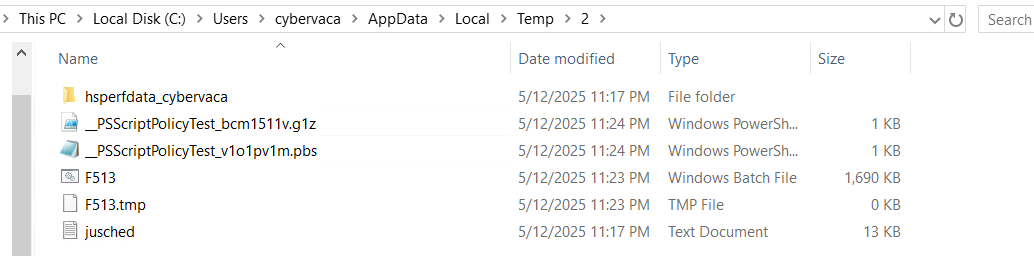 This PC > Local Disk (C:) > Users > cybervaca > AppData > Local > Temp > 2 > Search
Name Date modified Type Size
hsperfdata_cybervaca 5/12/2025 11:17 PM File folder
__PSScriptPolicyTest_bcm1511v.g1z 5/12/2025 11:24 PM Windows PowerSh... 1 KB
__PSScriptPolicyTest_v1o1pv1m.pbs 5/12/2025 11:24 PM Windows PowerSh... 1 KB
F513 5/12/2025 11:23 PM Windows Batch File 1,690 KB
F513.tmp 5/12/2025 11:23 PM TMP File 0 KB
jusched 5/12/2025 11:17 PM Text Document 13 KB